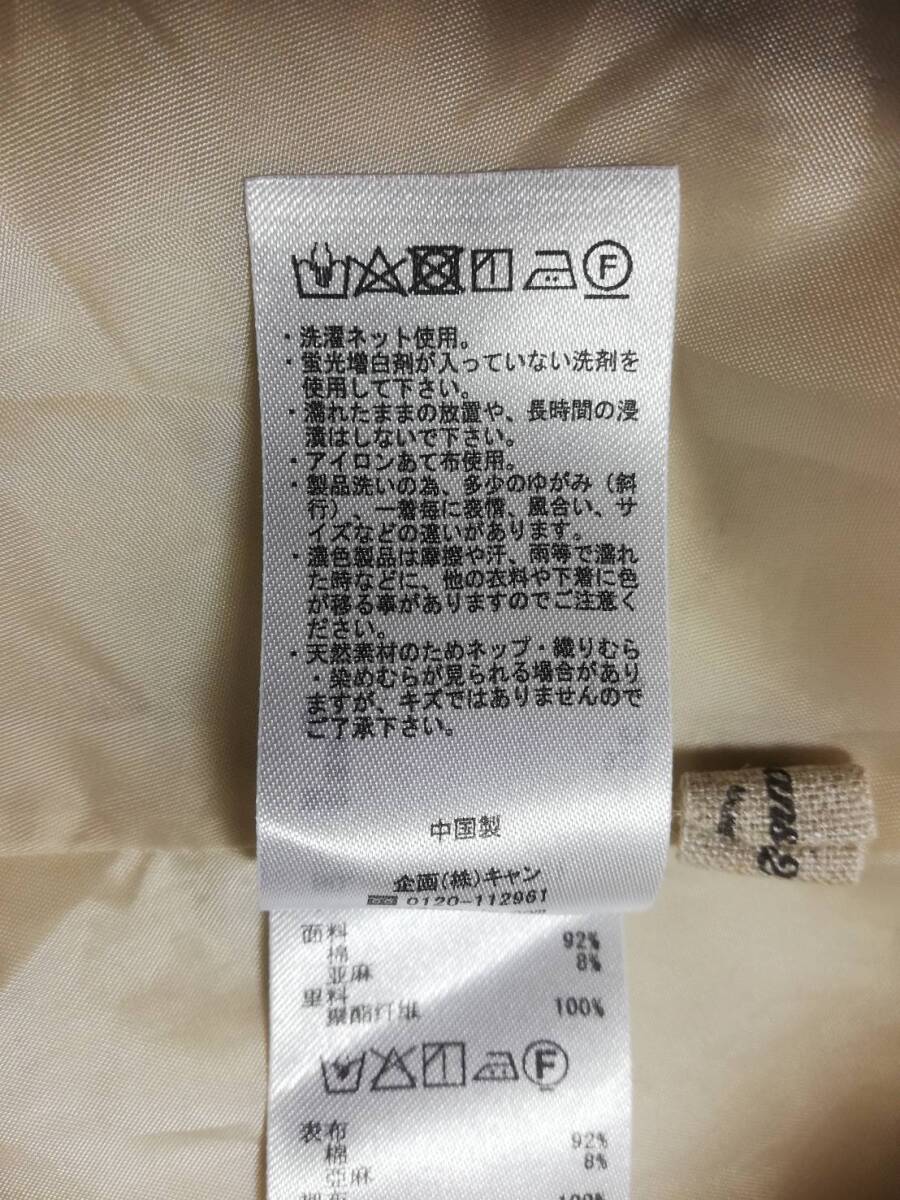 F
・洗濯ネット使用。
・蛍光増白剤が入っていない洗剤を
使用して下さい。
・濡れたままの放置や、長時間の浸
漬はしないで下さい。
・アイロンあて布使用。
・製品洗いの為、多少のゆがみ（斜
行）、一着毎に表情、風合い、サ
イズなどの違いがあります。
・濃色製品は摩擦や汗、雨等で濡れ
た時などに、他の衣料や下着に色
が移る事がありますのでご注意く
ださい。
・天然素材のためネップ・織りむら
・染めむらが見られる場合があり
ますが、キズではありませんので
ご了承下さい。
中国製
企画(株)キャン
0120-112961
面料
棉 92%
亚麻 8%
里料
聚酯纤维 100%
F
表布
棉 92%
亞麻 8%
100%